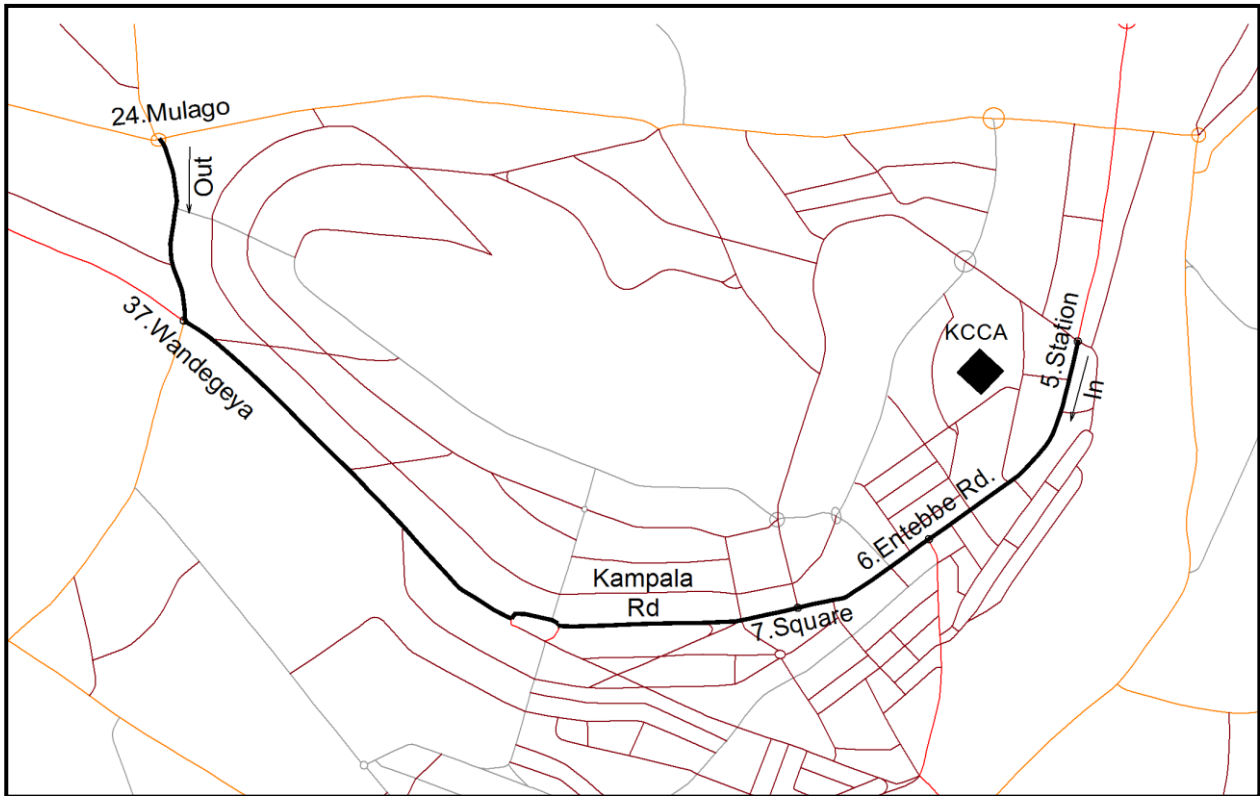 24.Mulago
Out
37.Wandegeya
KCCA
5.Station
In
6.Entebbe Rd.
Kampala
Rd
7.Square